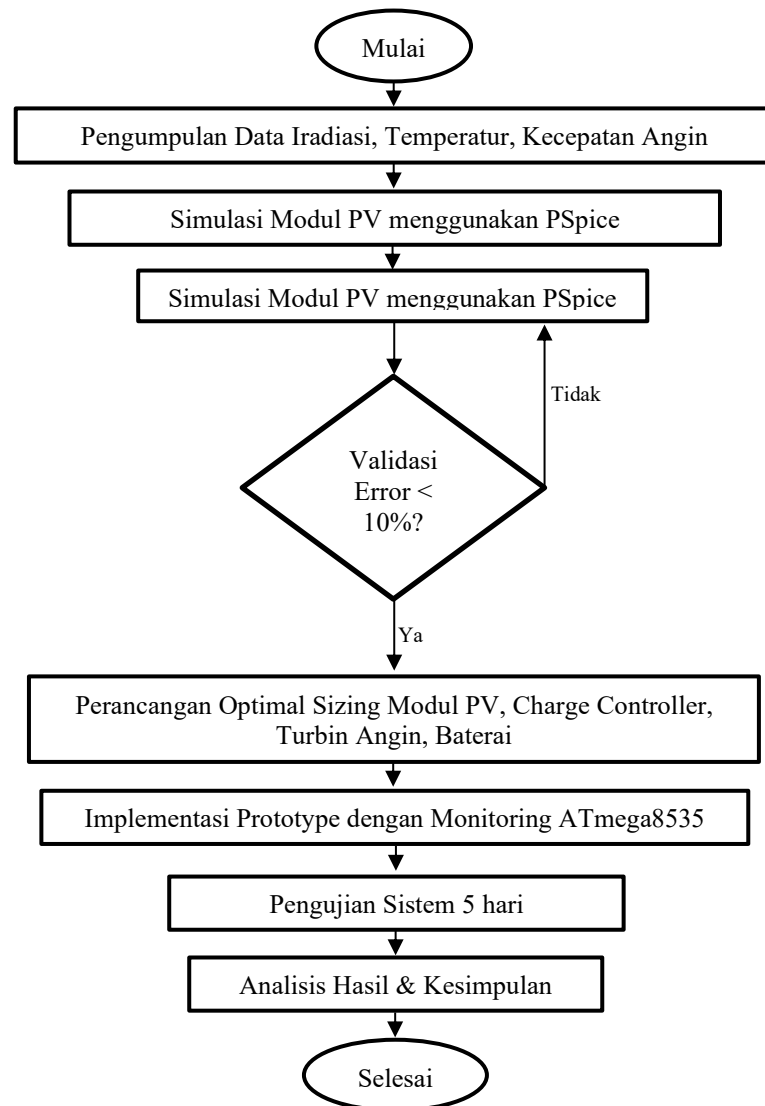 Mulai
Pengumpulan Data Iradiasi, Temperatur, Kecepatan Angin
Simulasi Modul PV menggunakan PSpice
Simulasi Modul PV menggunakan PSpice
Tidak
Validasi
Error <
10%?
Ya
Perancangan Optimal Sizing Modul PV, Charge Controller,
Turbin Angin, Baterai
Implementasi Prototype dengan Monitoring ATmega8535
Pengujian Sistem 5 hari
Analisis Hasil & Kesimpulan
Selesai